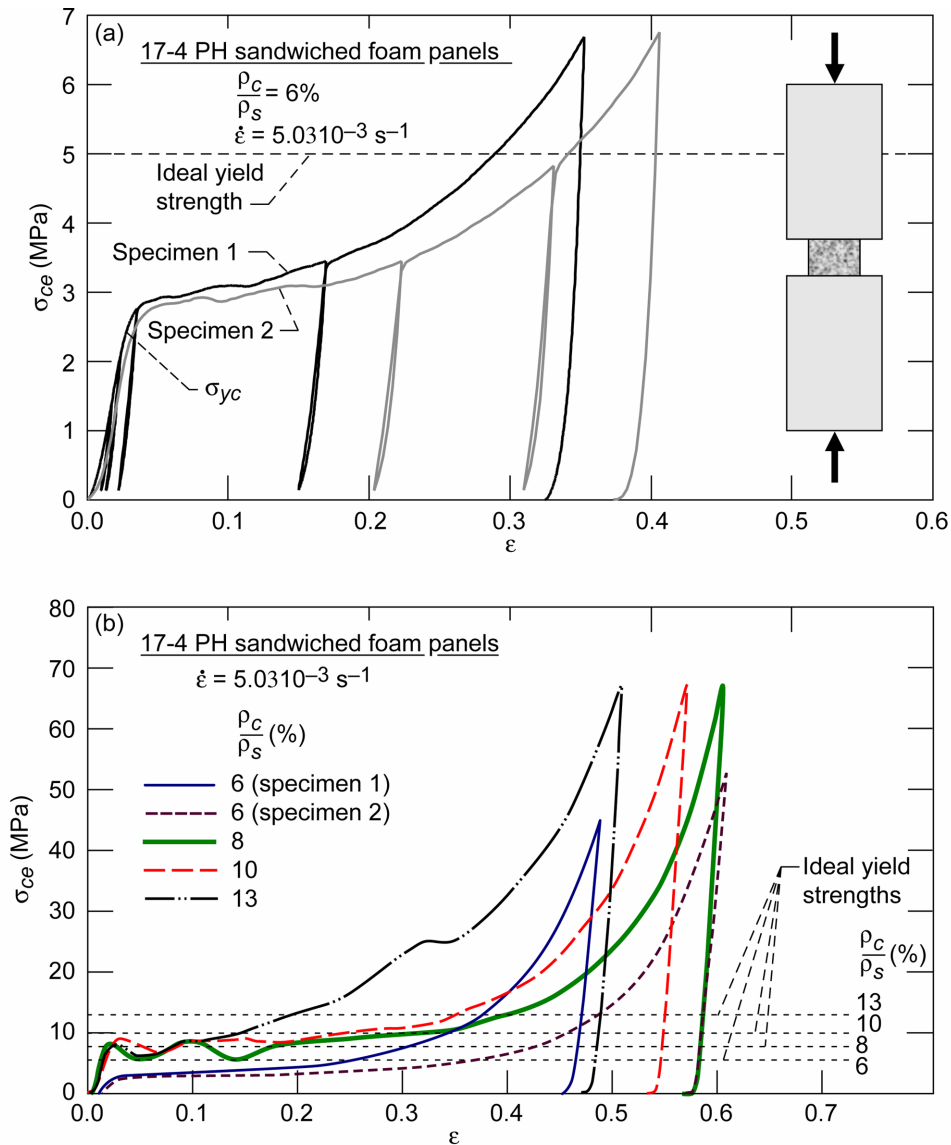 (a)
17-4 PH sandwiched foam panels
ρc
ρs = 6%
ε̇ = 5.0310–3 s–1
Ideal yield
strength
Specimen 1
Specimen 2
σyc
σce (MPa)
7
6
5
4
3
2
1
0
0.0 0.1 0.2 0.3 0.4 0.5 0.6
ε
(b)
17-4 PH sandwiched foam panels
ε̇ = 5.0310–3 s–1
ρc
ρs (%)
6 (specimen 1)
6 (specimen 2)
8
10
13
Ideal yield
strengths
ρc
ρs (%)
13
10
8
6
σce (MPa)
80
70
60
50
40
30
20
10
0
0.0 0.1 0.2 0.3 0.4 0.5 0.6 0.7
ε